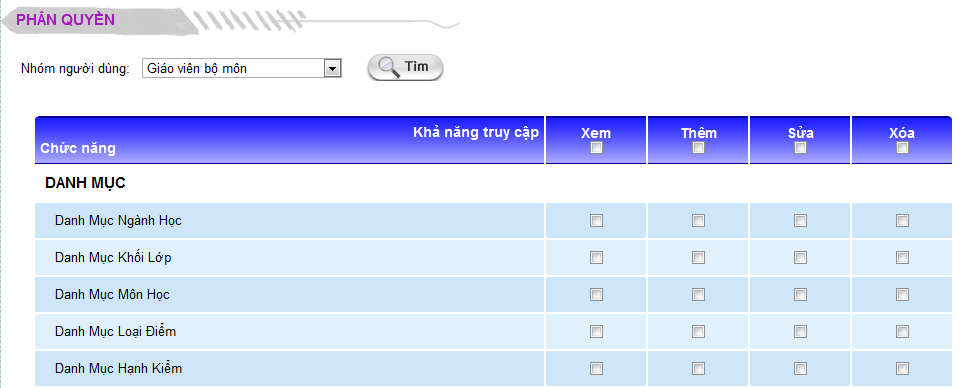 PHÂN QUYỀN
Nhóm người dùng: Giáo viên bộ môn Tìm
Khả năng truy cập Xem Thêm Sửa Xóa
Chức năng
DANH MỤC
Danh Mục Ngành Học
Danh Mục Khối Lớp
Danh Mục Môn Học
Danh Mục Loại Điểm
Danh Mục Hạnh Kiểm